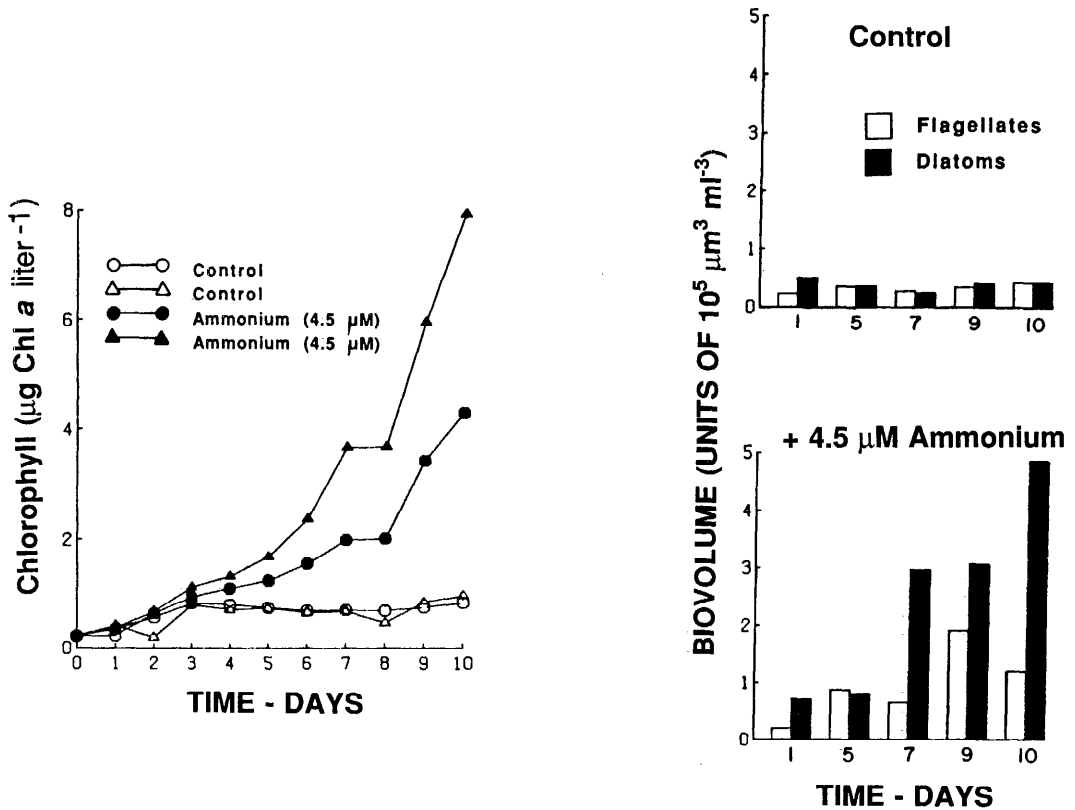 Chlorophyll (μg Chl a liter -1)
8
6
4
2
0
Control
Control
Ammonium (4.5 μM)
Ammonium (4.5 μM)
0 1 2 3 4 5 6 7 8 9 10
TIME - DAYS
BIOVOLUME (UNITS OF 10⁵ μm³ ml⁻³)
Control
5
4
3
2
1
0
Flagellates
Diatoms
1 5 7 9 10
+ 4.5 μM Ammonium
5
4
3
2
1
0
1 5 7 9 10
TIME - DAYS